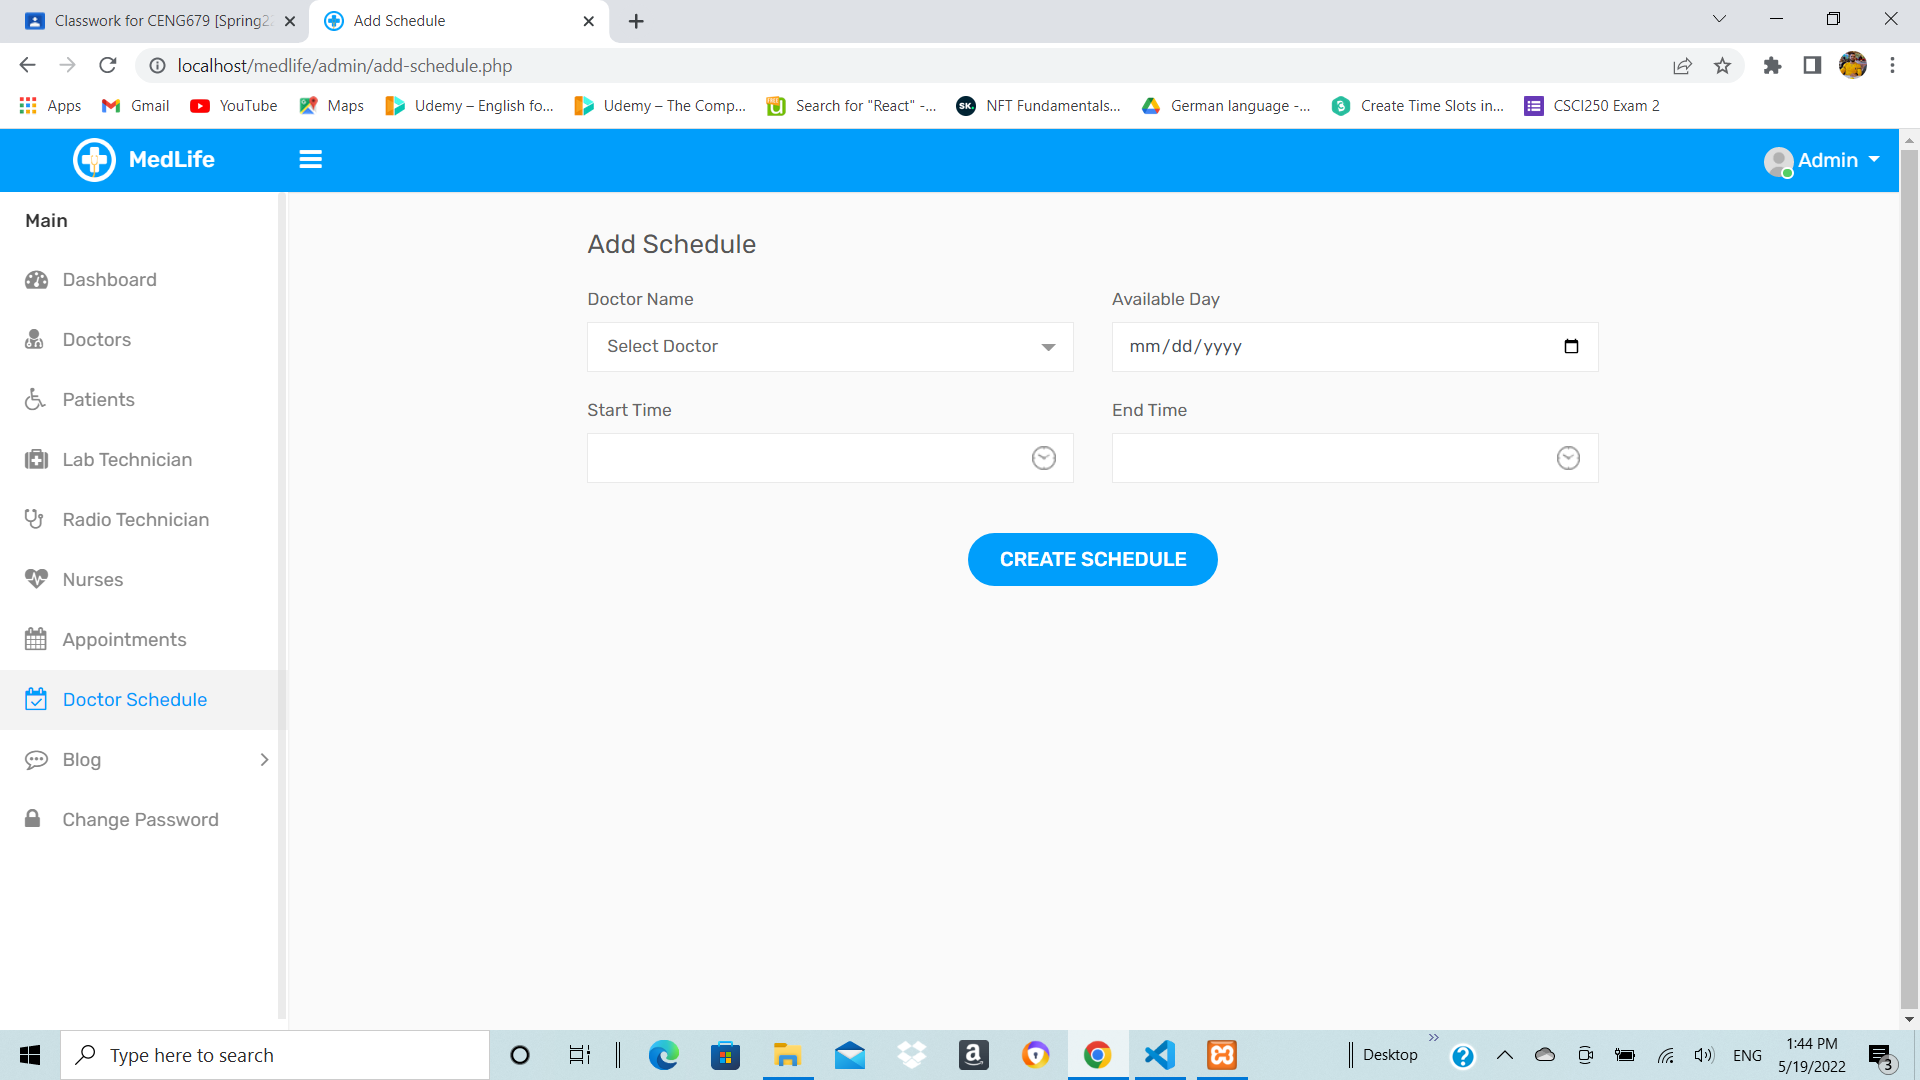 Classwork for CENG679 [Spring22
Add Schedule
localhost/medlife/admin/add-schedule.php
Apps
Gmail
YouTube
Maps
Udemy – English fo...
Udemy – The Comp...
Search for "React" -...
SK.
NFT Fundamentals...
German language -...
Create Time Slots in...
CSCI250 Exam 2
MedLife
Admin
Main
Dashboard
Doctors
Patients
Lab Technician
Radio Technician
Nurses
Appointments
Doctor Schedule
Blog
Change Password
Add Schedule
Doctor Name
Available Day
Select Doctor
mm/dd/yyyy
Start Time
End Time
CREATE SCHEDULE
Type here to search
Desktop
ENG
1:44 PM
5/19/2022
3